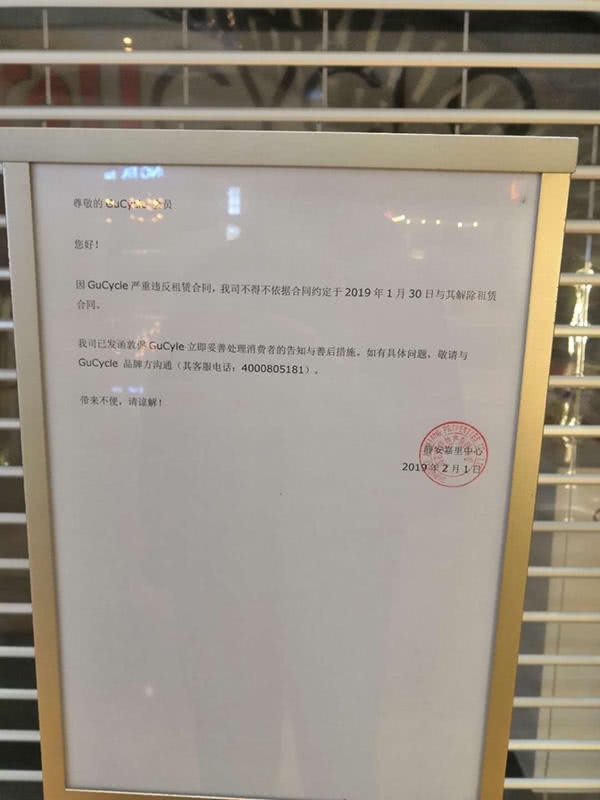 尊敬的 GuCycle 会员
您好！
因 GuCycle 严重违反租赁合同，我司不得不依据合同约定于 2019 年 1 月 30 日与其解除租赁
合同。
我司已发函敦促 GuCyle 立即妥善处理消费者的告知与善后措施。如有具体问题，敬请与
GuCycle 品牌方沟通（其客服电话：4000805181）。
带来不便，请谅解！
静安嘉里中心
2019 年 2 月 1 日